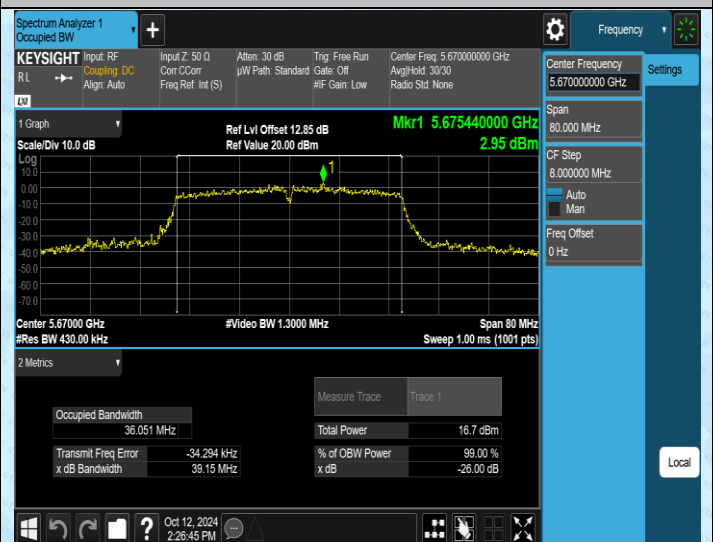 Spectrum Analyzer 1
Occupied BW
+
Frequency
KEYSIGHT
RL
Input: RF
Coupling: DC
Align: Auto
Input Z: 50 Ω
Corr CCorr
Freq Ref: Int (S)
Atten: 30 dB
µW Path: Standard
Trig: Free Run
Gate: Off
#IF Gain: Low
Center Freq: 5.670000000 GHz
Avg|Hold: 30/30
Radio Std: None
LXI
1 Graph
Scale/Div 10.0 dB
Ref Lvl Offset 12.85 dB
Ref Value 20.00 dBm
Mkr1 5.675440000 GHz
2.95 dBm
Log
10.0
0.00
-10.0
-20.0
-30.0
-40.0
-50.0
-60.0
-70.0
1
Center 5.67000 GHz
#Res BW 430.00 kHz
#Video BW 1.3000 MHz
Span 80 MHz
Sweep 1.00 ms (1001 pts)
2 Metrics
Measure Trace
Trace 1
Occupied Bandwidth
36.051 MHz
Total Power
16.7 dBm
Transmit Freq Error
-34.294 kHz
% of OBW Power
99.00 %
x dB Bandwidth
39.15 MHz
x dB
-26.00 dB
Center Frequency
5.670000000 GHz
Settings
Span
80.000 MHz
CF Step
8.000000 MHz
Auto
Man
Freq Offset
0 Hz
Local
?
Oct 12, 2024
2:26:45 PM